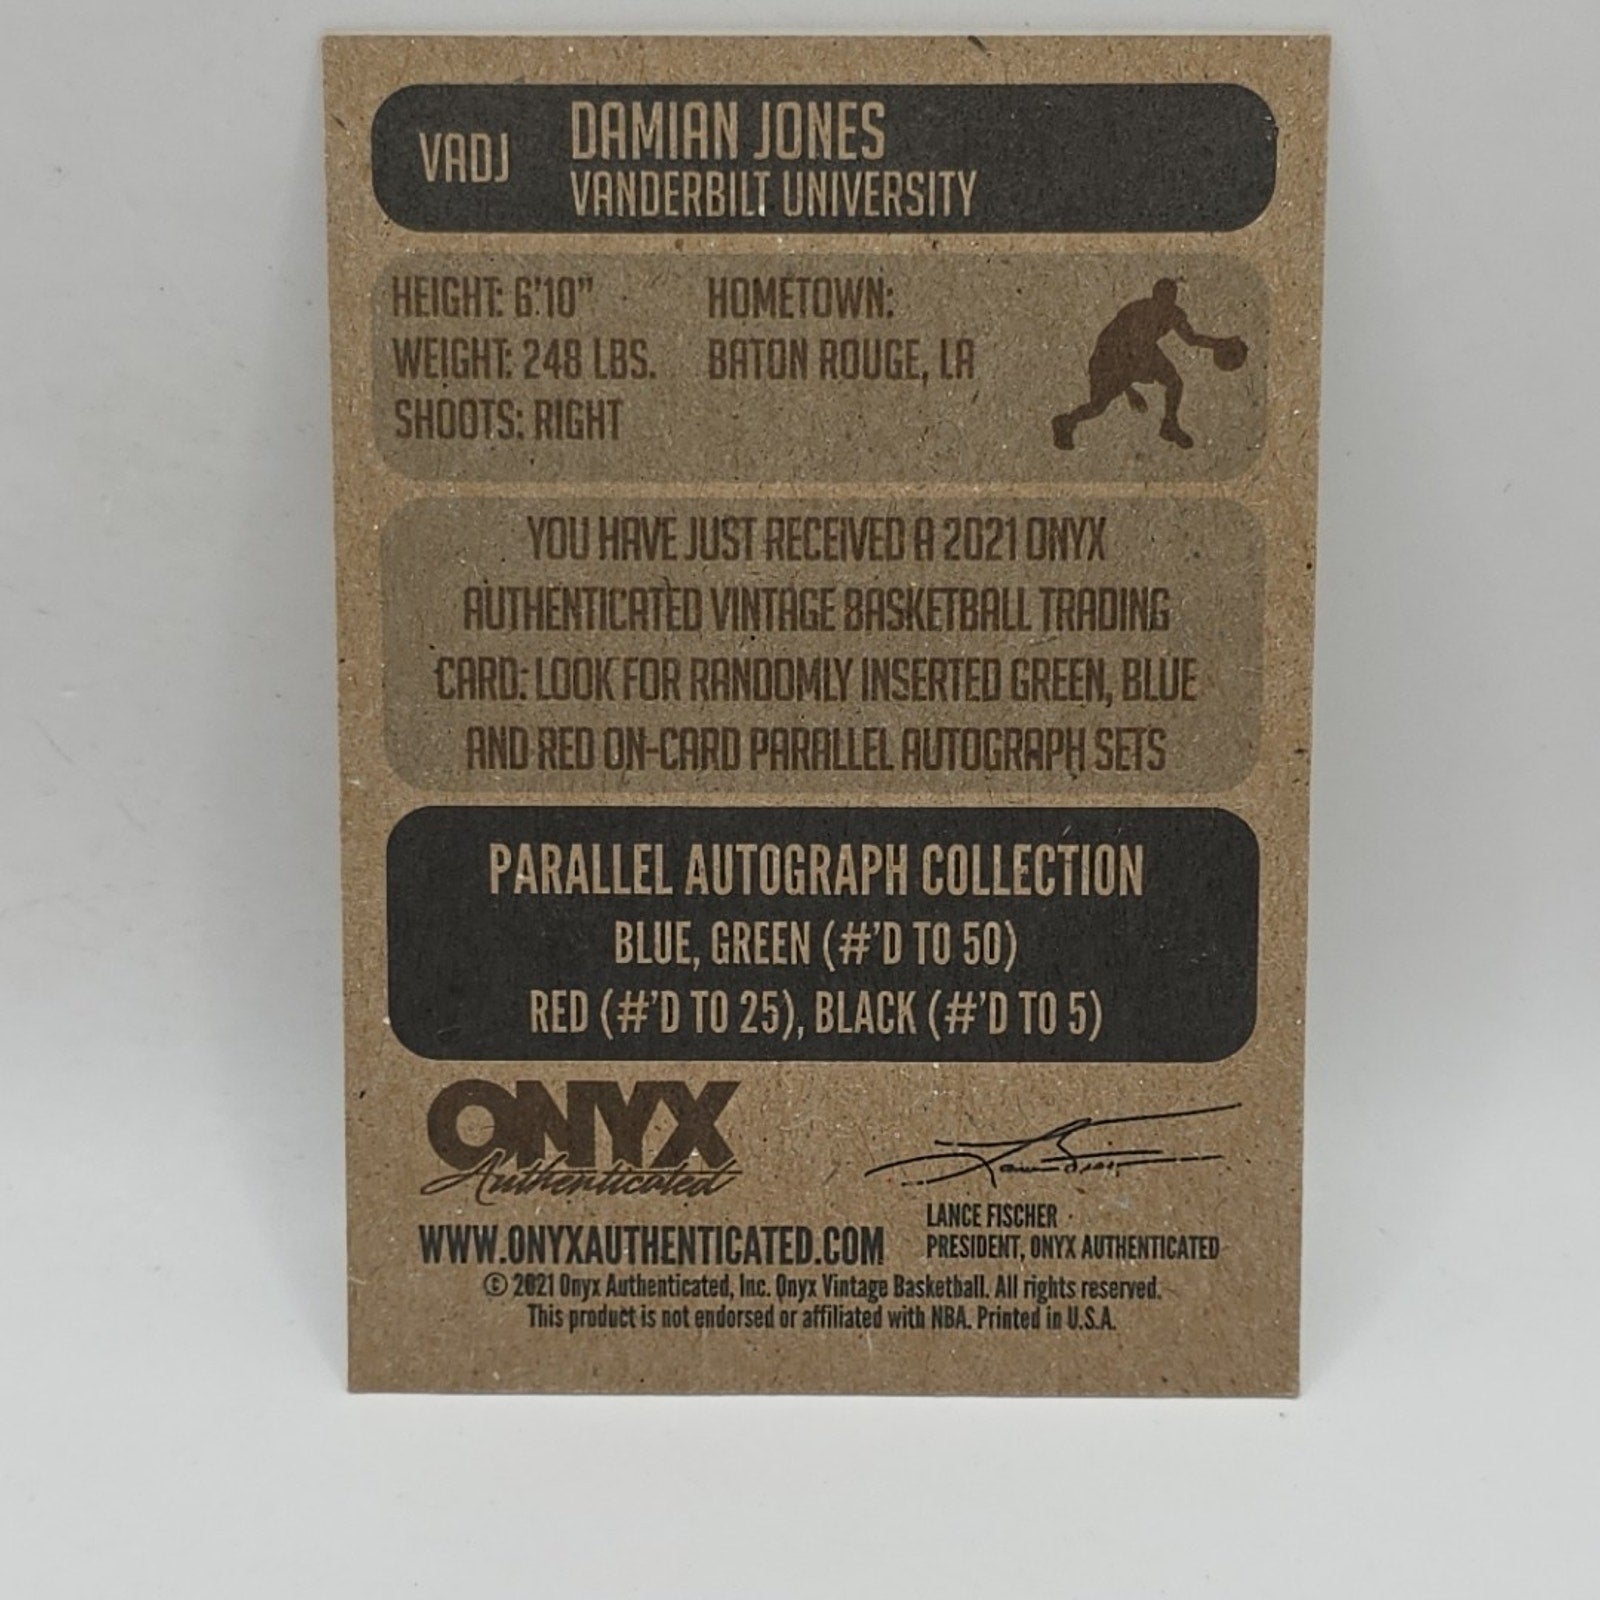 VADJ
DAMIAN JONES
VANDERBILT UNIVERSITY
HEIGHT: 6'10"
WEIGHT: 248 LBS.
SHOOTS: RIGHT
HOMETOWN:
BATON ROUGE, LA
YOU HAVE JUST RECEIVED A 2021 ONYX
AUTHENTICATED VINTAGE BASKETBALL TRADING
CARD: LOOK FOR RANDOMLY INSERTED GREEN, BLUE
AND RED ON-CARD PARALLEL AUTOGRAPH SETS
PARALLEL AUTOGRAPH COLLECTION
BLUE, GREEN (#'D TO 50)
RED (#'D TO 25), BLACK (#'D TO 5)
ONYX
Authenticated
WWW.ONYXAUTHENTICATED.COM
LANCE FISCHER
PRESIDENT, ONYX AUTHENTICATED
© 2021 Onyx Authenticated, Inc. Onyx Vintage Basketball. All rights reserved.
This product is not endorsed or affiliated with NBA. Printed in U.S.A.